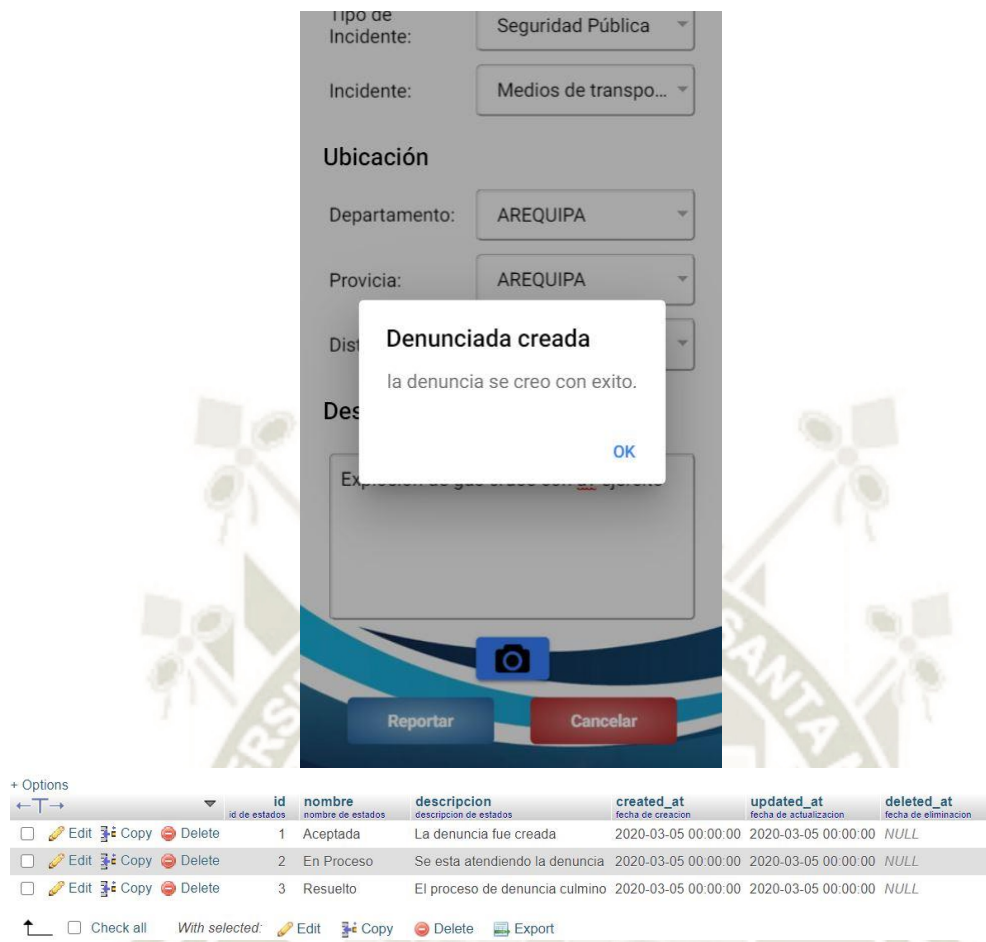 Tipo de
Incidente:
Seguridad Pública
Incidente:
Medios de transpo...
Ubicación
Departamento:
AREQUIPA
Provicia:
AREQUIPA
Dist
Denunciada creada
la denuncia se creo con exito.
OK
Des
Reportar
Cancelar
SANTA
+ Options
id
nombre
descripcion
created_at
updated_at
deleted_at
id de estados
nombre de estados
descripcion de estados
fecha de creacion
fecha de actualizacion
fecha de eliminacion
Edit Copy Delete 1 Aceptada La denuncia fue creada 2020-03-05 00:00:00 2020-03-05 00:00:00 NULL
Edit Copy Delete 2 En Proceso Se esta atendiendo la denuncia 2020-03-05 00:00:00 2020-03-05 00:00:00 NULL
Edit Copy Delete 3 Resuelto El proceso de denuncia culmino 2020-03-05 00:00:00 2020-03-05 00:00:00 NULL
Check all With selected: Edit Copy Delete Export